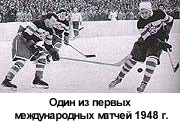 Один из первых
международных матчей 1948 г.